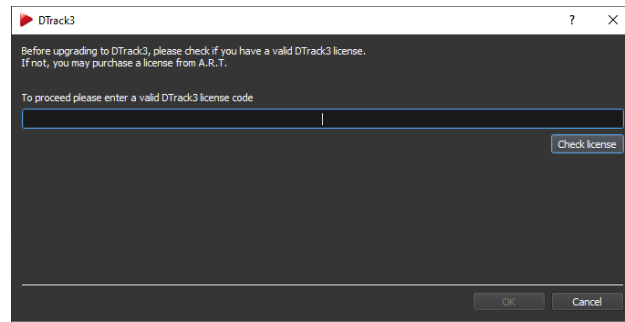 DTrack3
Before upgrading to DTrack3, please check if you have a valid DTrack3 license.
If not, you may purchase a license from A.R.T.
To proceed please enter a valid DTrack3 license code
Check license
OK
Cancel